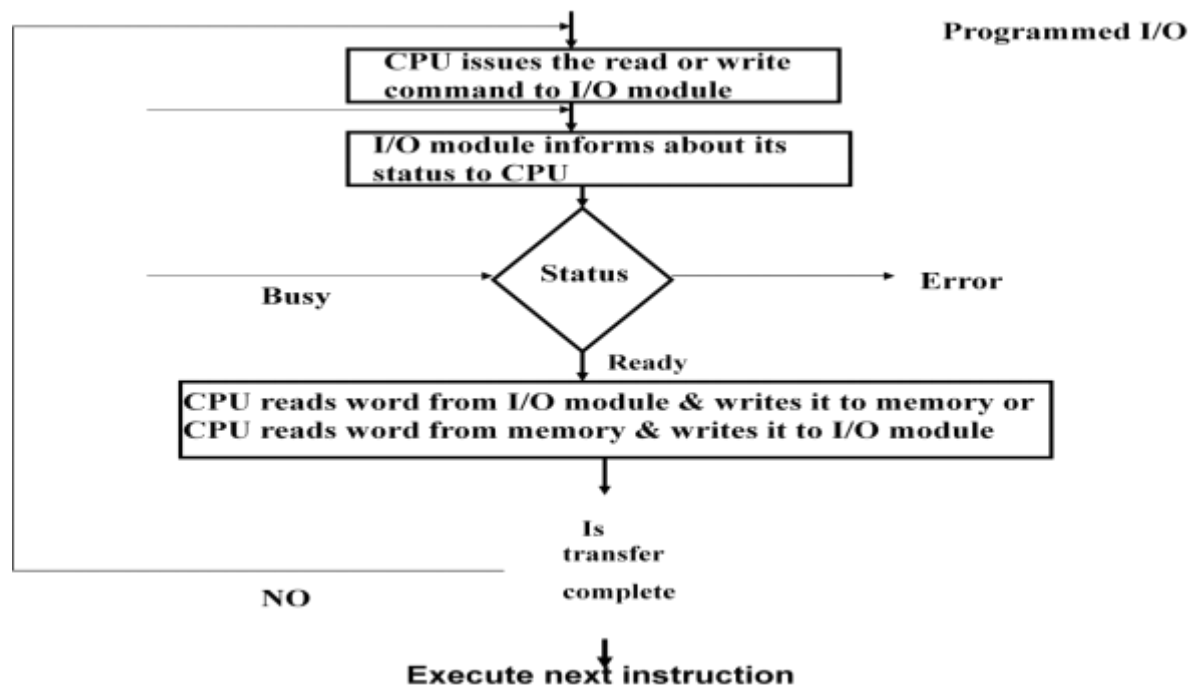 Programmed I/O
CPU issues the read or write
command to I/O module
I/O module informs about its
status to CPU
Status
Busy
Error
Ready
CPU reads word from I/O module & writes it to memory or
CPU reads word from memory & writes it to I/O module
Is
transfer
complete
NO
Execute next instruction